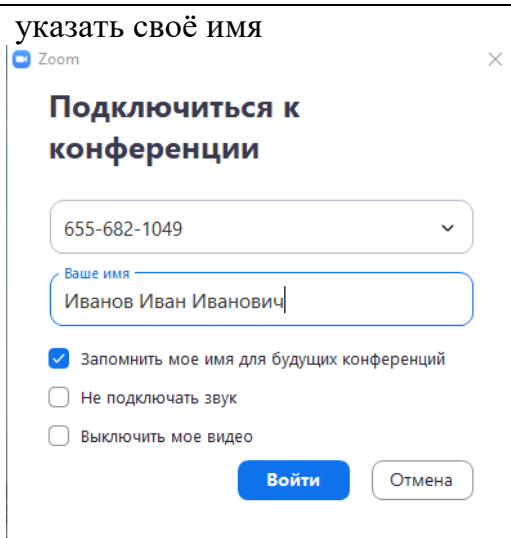 указать своё имя
Zoom
Подключиться к
конференции
655-682-1049
Ваше имя
Иванов Иван Иванович
Запомнить мое имя для будущих конференций
Не подключать звук
Выключить мое видео
Войти
Отмена